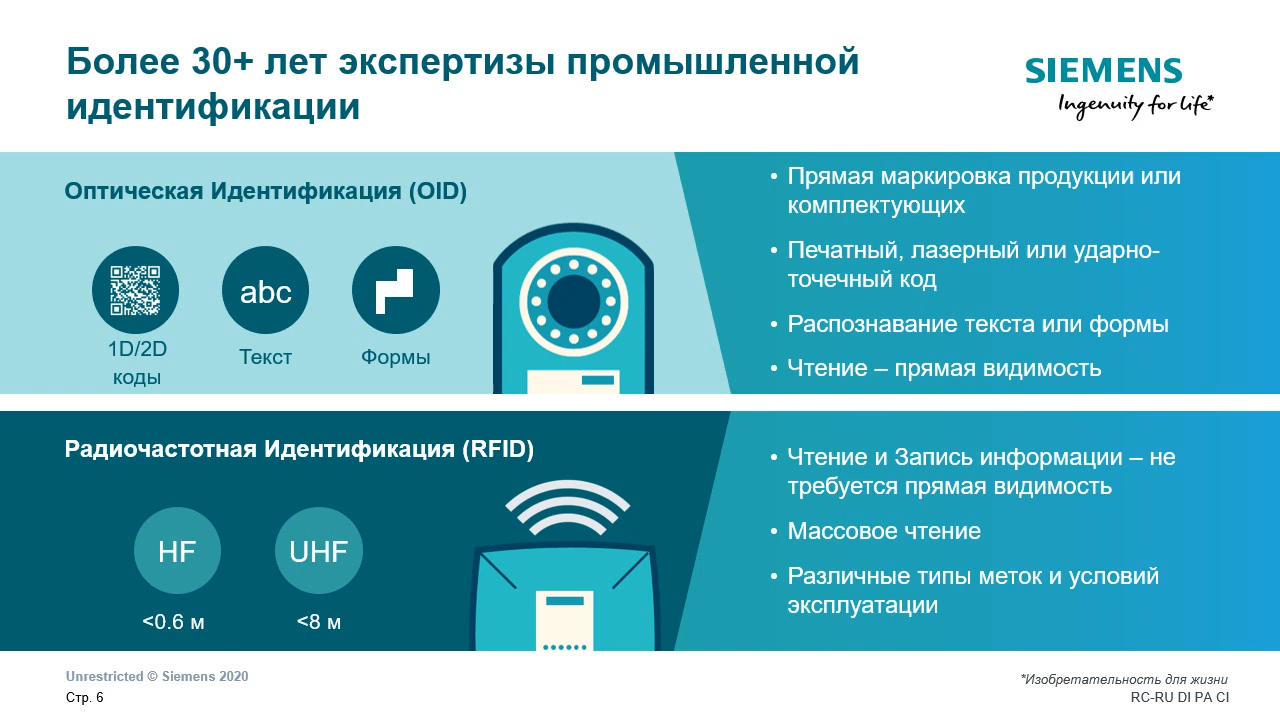 Более 30+ лет экспертизы промышленной
идентификации
SIEMENS
Ingenuity for life*
Оптическая Идентификация (OID)
abc
1D/2D
коды
Текст
Формы
• Прямая маркировка продукции или
комплектующих
• Печатный, лазерный или ударно-
точечный код
• Распознавание текста или формы
• Чтение – прямая видимость
Радиочастотная Идентификация (RFID)
HF
UHF
<0.6 м
<8 м
• Чтение и Запись информации – не
требуется прямая видимость
• Массовое чтение
• Различные типы меток и условий
эксплуатации
Unrestricted © Siemens 2020
Стр. 6
*Изобретательность для жизни
RC-RU DI PA CI